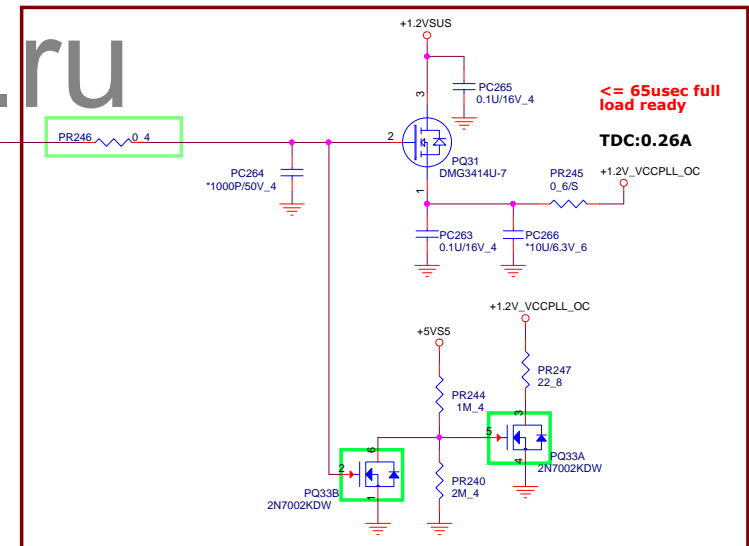 .ru
+1.2VSUS
3
PC265
0.1U/16V_4
<= 65usec full
load ready
TDC:0.26A
PR246
0_4
2
PQ31
DMG3414U-7
PC264
*1000P/50V_4
PR245
0_6/S
+1.2V_VCCPLL_OC
1
PC263
0.1U/16V_4
PC266
*10U/6.3V_6
+1.2V_VCCPLL_OC
+5VS5
PR247
22_8
PR244
1M_4
3
5
6
4
PQ33A
2N7002KDW
2
PR240
2M_4
PQ33B
2N7002KDW
1